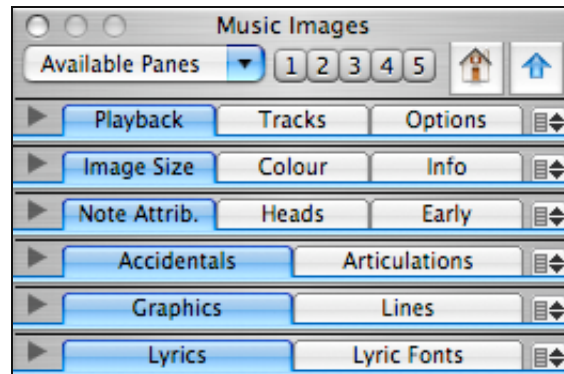 Music Images
Available Panes 1 2 3 4 5
Playback Tracks Options
Image Size Colour Info
Note Attrib. Heads Early
Accidentals Articulations
Graphics Lines
Lyrics Lyric Fonts